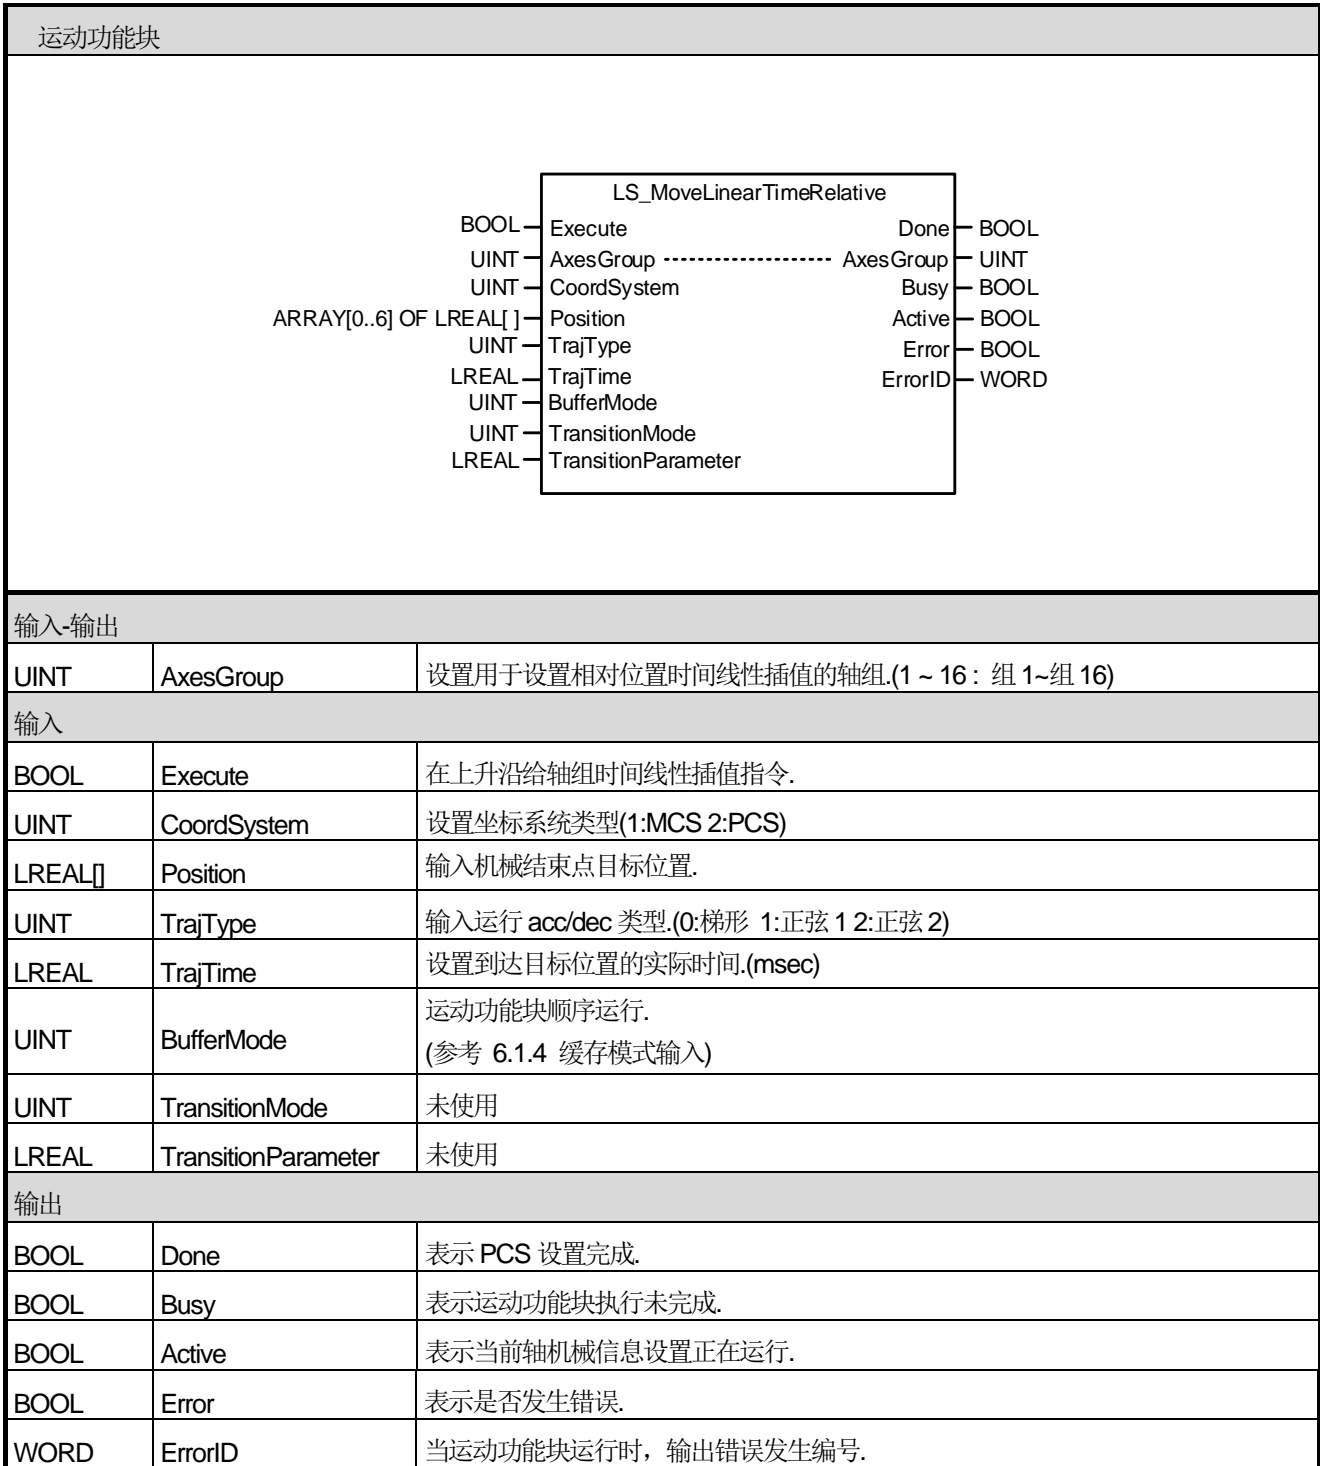 运动功能块
LS_MoveLinearTimeRelative
BOOL Execute Done BOOL
UINT AxesGroup AxesGroup UINT
UINT CoordSystem Busy BOOL
ARRAY[0..6] OF LREAL[ ] Position Active BOOL
UINT TrajType Error BOOL
LREAL TrajTime ErrorID WORD
UINT BufferMode
UINT TransitionMode
LREAL TransitionParameter
输入-输出
UINT AxesGroup 设置用于设置相对位置时间线性插值的轴组.(1 ~ 16 : 组 1~组 16)
输入
BOOL Execute 在上升沿给轴组时间线性插值指令.
UINT CoordSystem 设置坐标系统类型(1:MCS 2:PCS)
LREAL[] Position 输入机械结束点目标位置.
UINT TrajType 输入运行 acc/dec 类型.(0:梯形 1:正弦 1 2:正弦 2)
LREAL TrajTime 设置到达目标位置的实际时间.(msec)
UINT BufferMode 运动功能块顺序运行.
(参考 6.1.4 缓存模式输入)
UINT TransitionMode 未使用
LREAL TransitionParameter 未使用
输出
BOOL Done 表示 PCS 设置完成.
BOOL Busy 表示运动功能块执行未完成.
BOOL Active 表示当前轴机械信息设置正在运行.
BOOL Error 表示是否发生错误.
WORD ErrorID 当运动功能块运行时，输出错误发生编号.